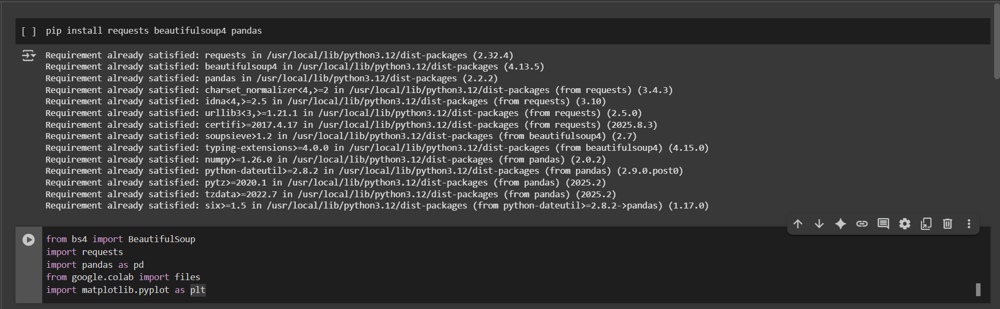 [ ] pip install requests beautifulsoup4 pandas
Requirement already satisfied: requests in /usr/local/lib/python3.12/dist-packages (2.32.4)
Requirement already satisfied: beautifulsoup4 in /usr/local/lib/python3.12/dist-packages (4.13.5)
Requirement already satisfied: pandas in /usr/local/lib/python3.12/dist-packages (2.2.2)
Requirement already satisfied: charset_normalizer<4,>=2 in /usr/local/lib/python3.12/dist-packages (from requests) (3.4.3)
Requirement already satisfied: idna<4,>=2.5 in /usr/local/lib/python3.12/dist-packages (from requests) (3.10)
Requirement already satisfied: urllib3<3,>=1.21.1 in /usr/local/lib/python3.12/dist-packages (from requests) (2.5.0)
Requirement already satisfied: certifi>=2017.4.17 in /usr/local/lib/python3.12/dist-packages (from requests) (2025.8.3)
Requirement already satisfied: soupsieve>1.2 in /usr/local/lib/python3.12/dist-packages (from beautifulsoup4) (2.7)
Requirement already satisfied: typing-extensions>=4.0.0 in /usr/local/lib/python3.12/dist-packages (from beautifulsoup4) (4.15.0)
Requirement already satisfied: numpy>=1.26.0 in /usr/local/lib/python3.12/dist-packages (from pandas) (2.0.2)
Requirement already satisfied: python-dateutil>=2.8.2 in /usr/local/lib/python3.12/dist-packages (from pandas) (2.9.0.post0)
Requirement already satisfied: pytz>=2020.1 in /usr/local/lib/python3.12/dist-packages (from pandas) (2025.2)
Requirement already satisfied: tzdata>=2022.7 in /usr/local/lib/python3.12/dist-packages (from pandas) (2025.2)
Requirement already satisfied: six>=1.5 in /usr/local/lib/python3.12/dist-packages (from python-dateutil>=2.8.2->pandas) (1.17.0)
from bs4 import BeautifulSoup
import requests
import pandas as pd
from google.colab import files
import matplotlib.pyplot as plt